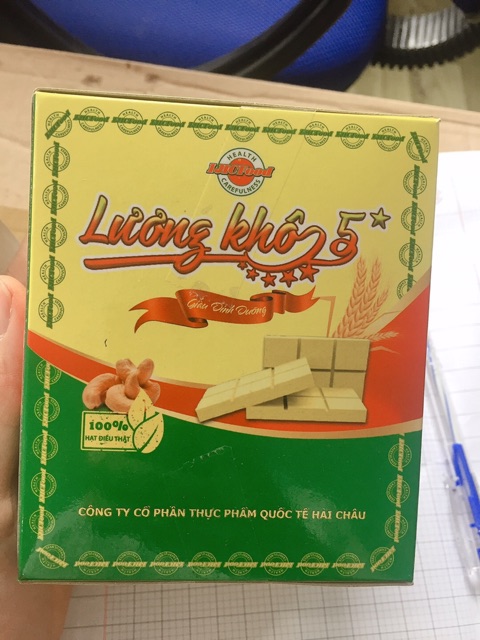 HEALTH
IHCFood
CAREFULNESS
Lương khô 5*
Giàu Dinh Dưỡng
100%
HẠT ĐIỀU THẬT
CÔNG TY CỔ PHẦN THỰC PHẨM QUỐC TẾ HẢI CHÂU